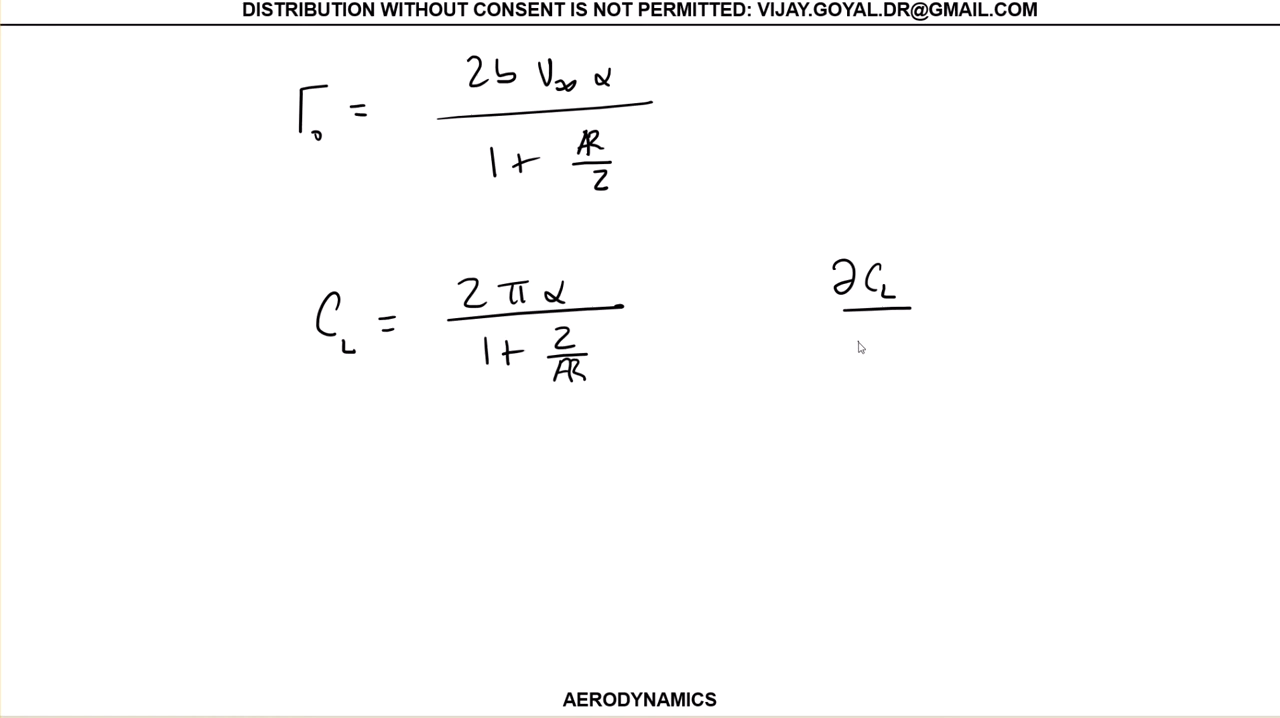 DISTRIBUTION WITHOUT CONSENT IS NOT PERMITTED: VIJAY.GOYAL.DR@GMAIL.COM
Γ₀ = 2b V∞ α / (1 + AR/2)
C_L = 2πα / (1 + 2/AR)
∂C_L
AERODYNAMICS